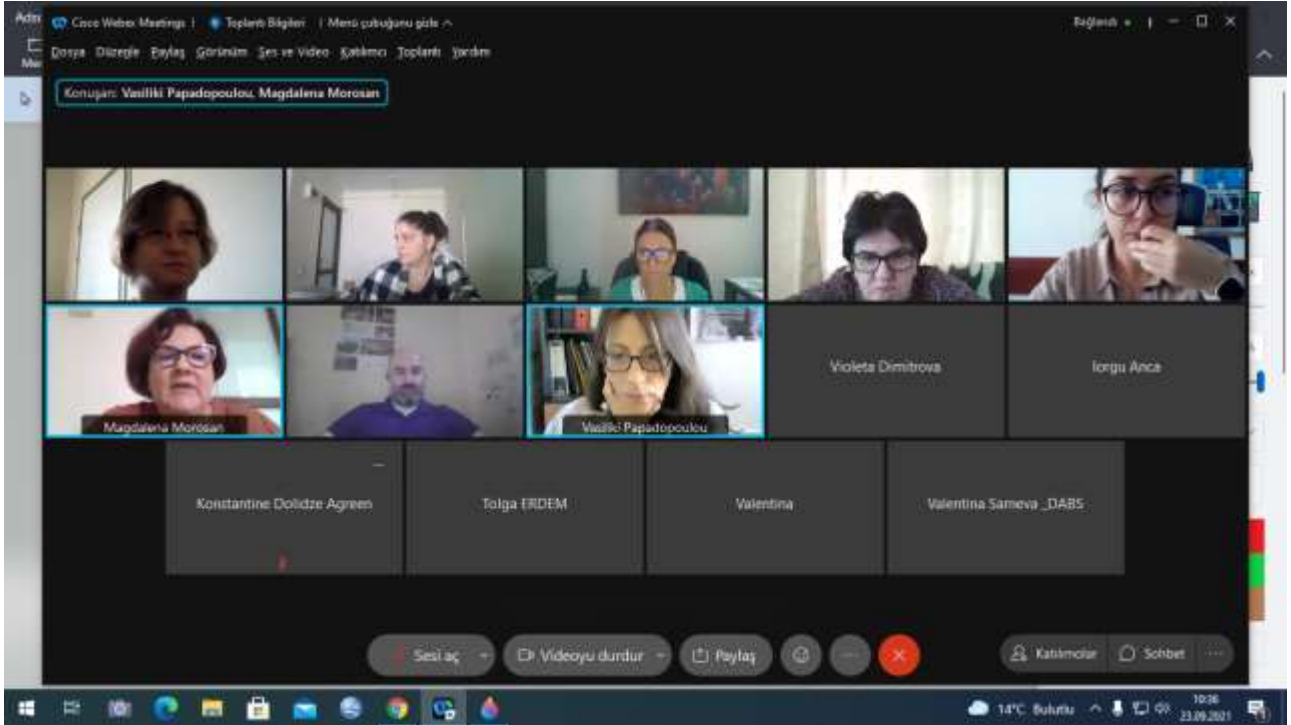 Cisco Webex Meetings | Toplantı Bilgileri | Menü çubuğunu gizle
Bağlandı
Dosya Düzenle Paylaş Görünüm Ses ve Video Katılımcı Toplantı Yardım
Konuşan: Vasiliki Papadopoulou, Magdalena Morosan
Magdalena Morosan
Vasiliki Papadopoulou
Violeta Dimitrova
Iorgu Anca
Konstantine Dolidze Agreen
Tolga ERDEM
Valentina
Valentina Sameva _DABS
Sesi aç
Videoyu durdur
Paylaş
Katılımcılar
Sohbet
14°C Bulutlu
10:36
23.09.2021